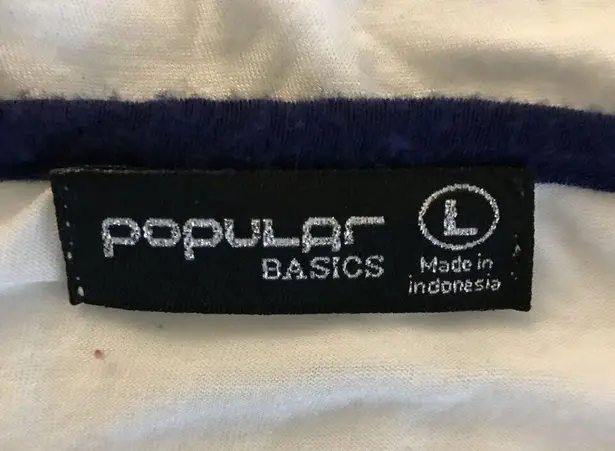 popular
BASICS
L
Made in
indonesia